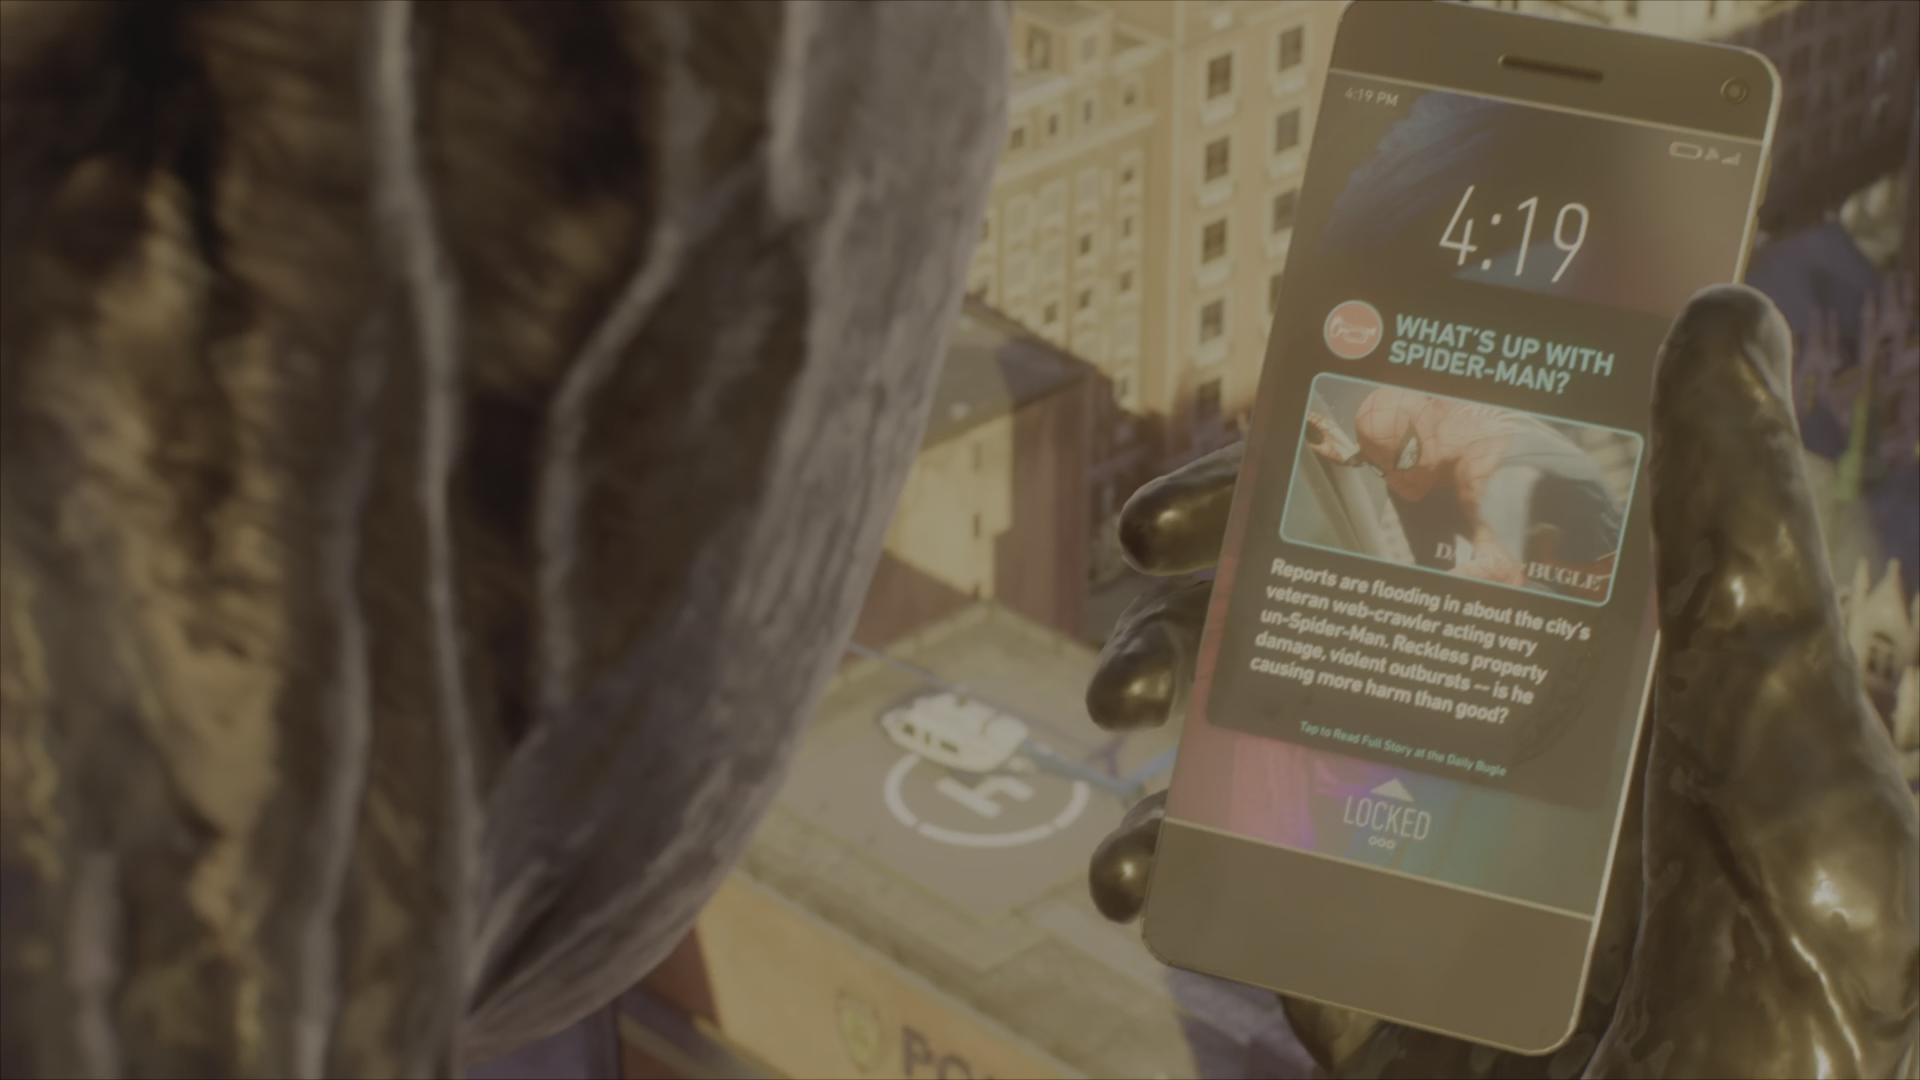 4:19 PM
4:19
WHAT'S UP WITH
SPIDER-MAN?
BUGLE
Reports are flooding in about the city's
veteran web-crawler acting very
un-Spider-Man. Reckless property
damage, violent outbursts -- is he
causing more harm than good?
Tap to Read Full Story at the Daily Bugle
LOCKED
H